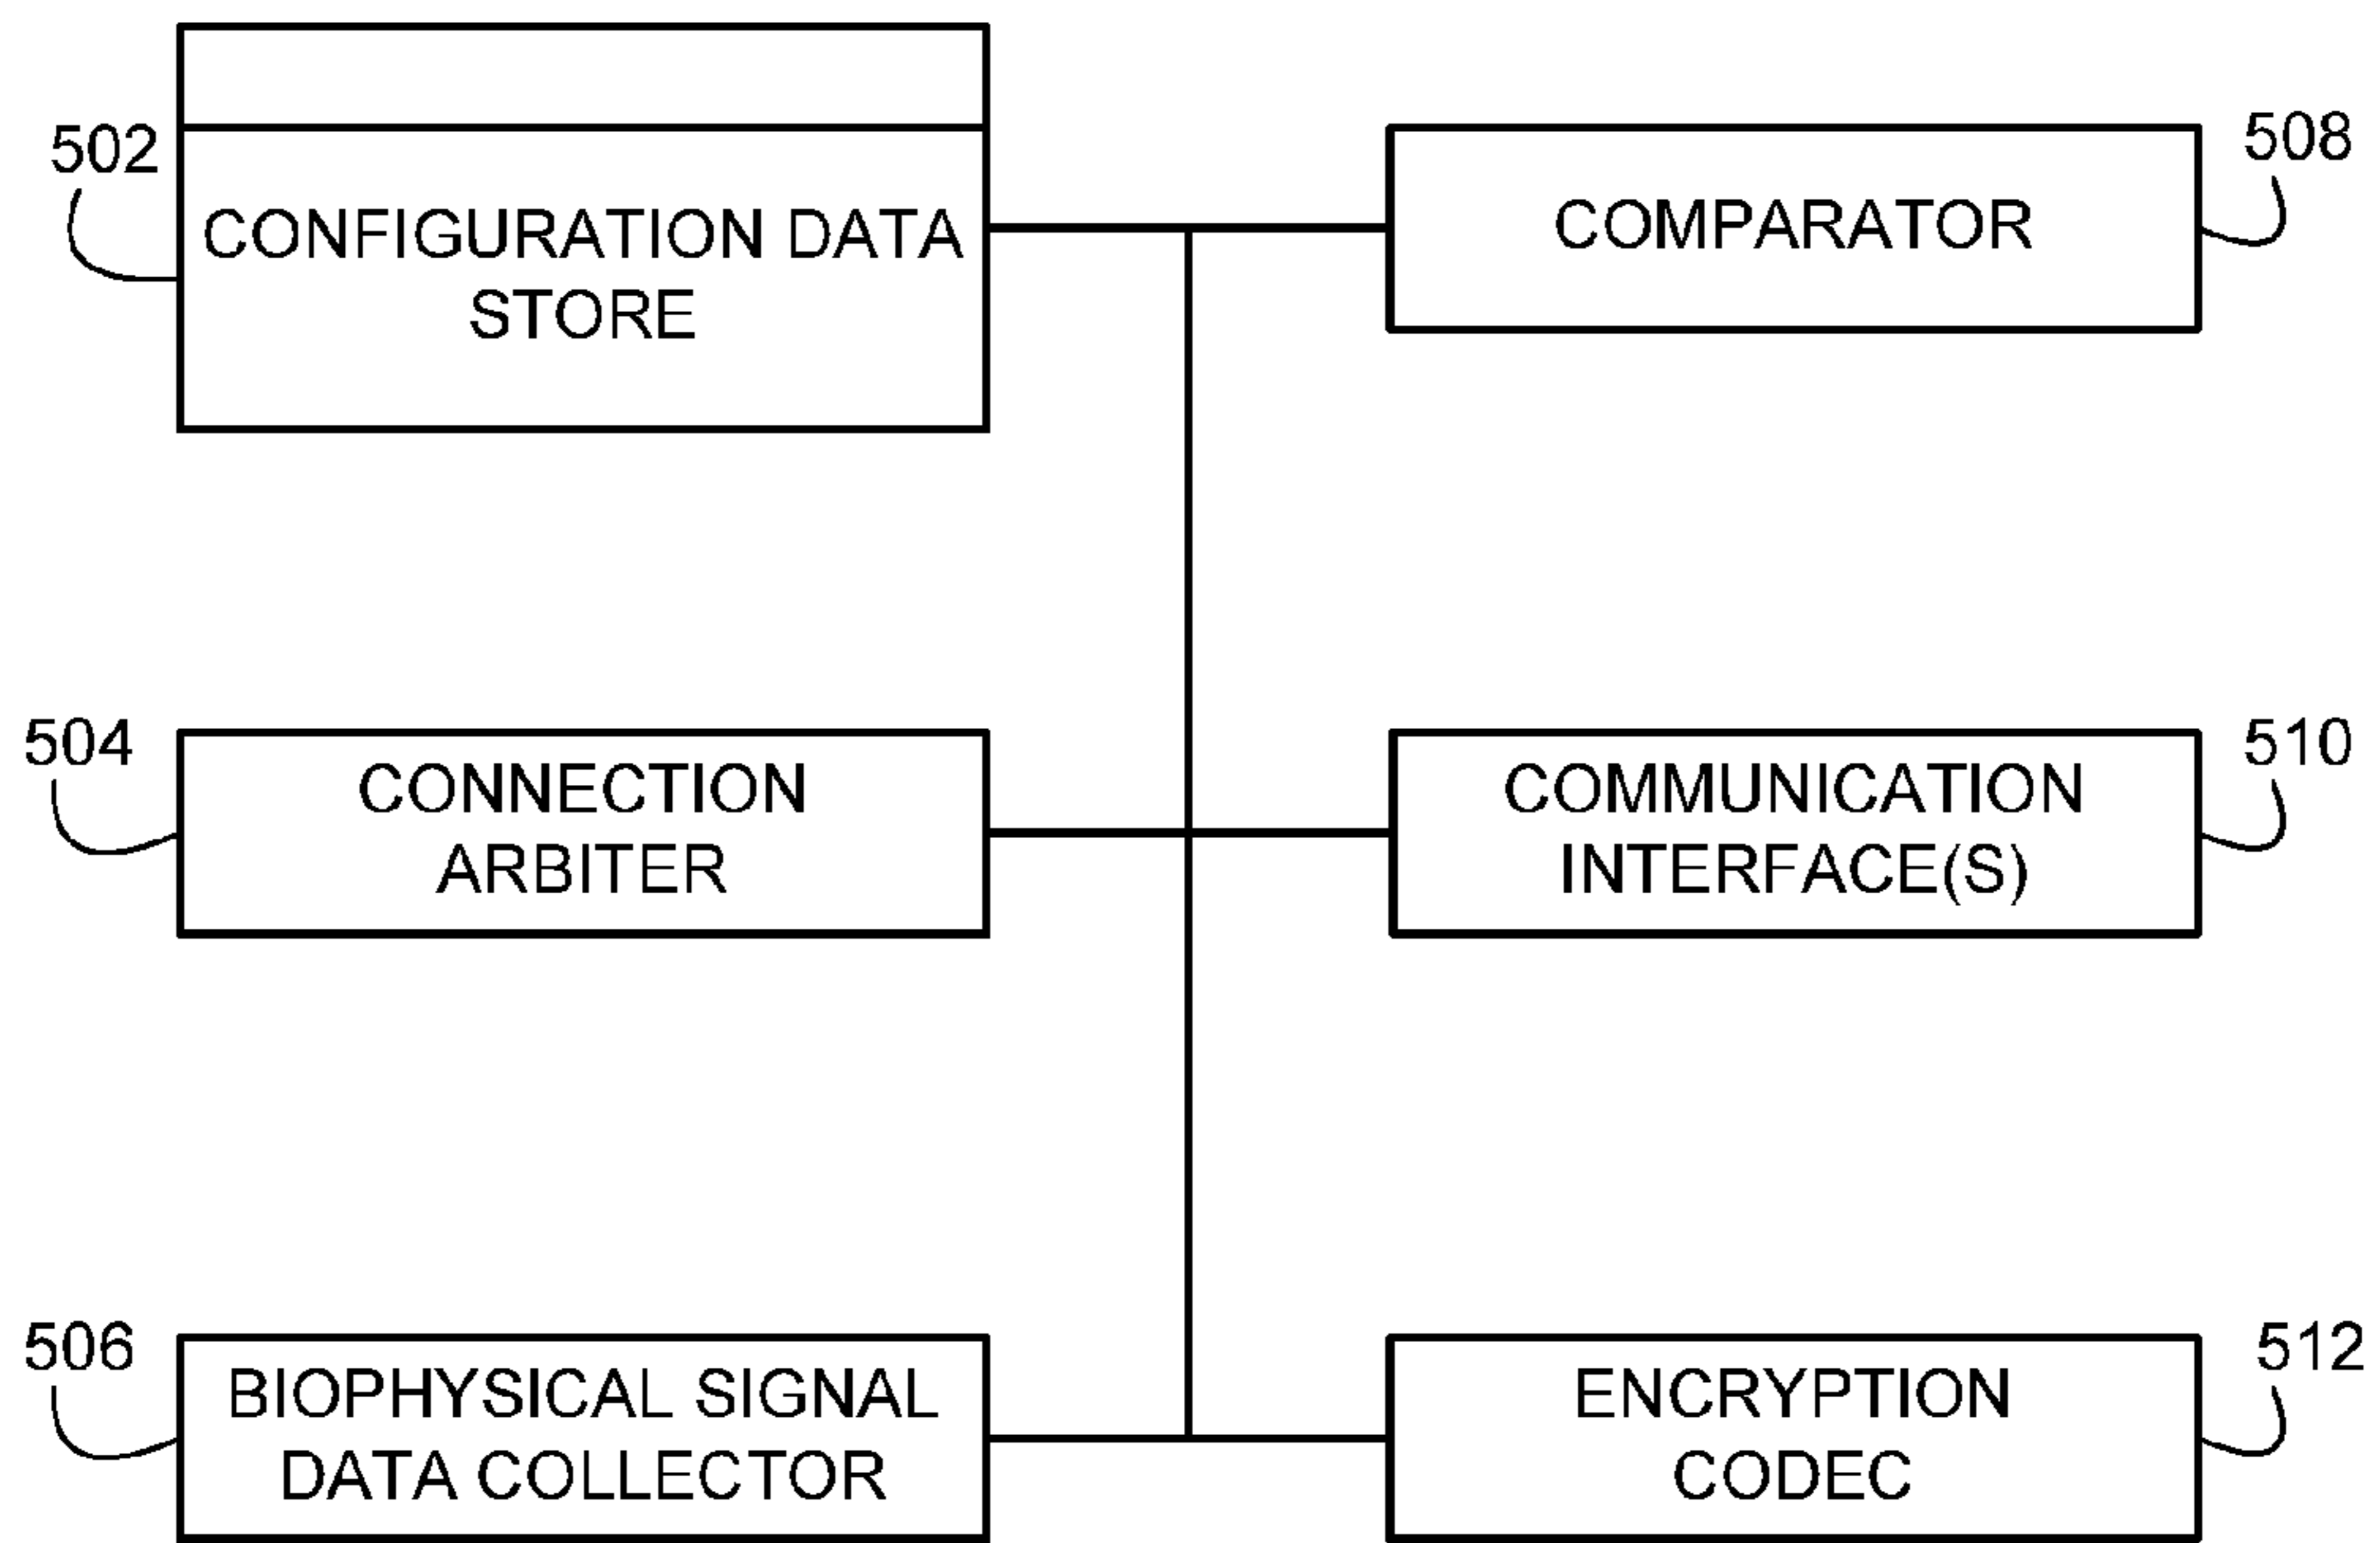 502
CONFIGURATION DATA
STORE
508
COMPARATOR
504
CONNECTION
ARBITER
510
COMMUNICATION
INTERFACE(S)
506
BIOPHYSICAL SIGNAL
DATA COLLECTOR
512
ENCRYPTION
CODEC